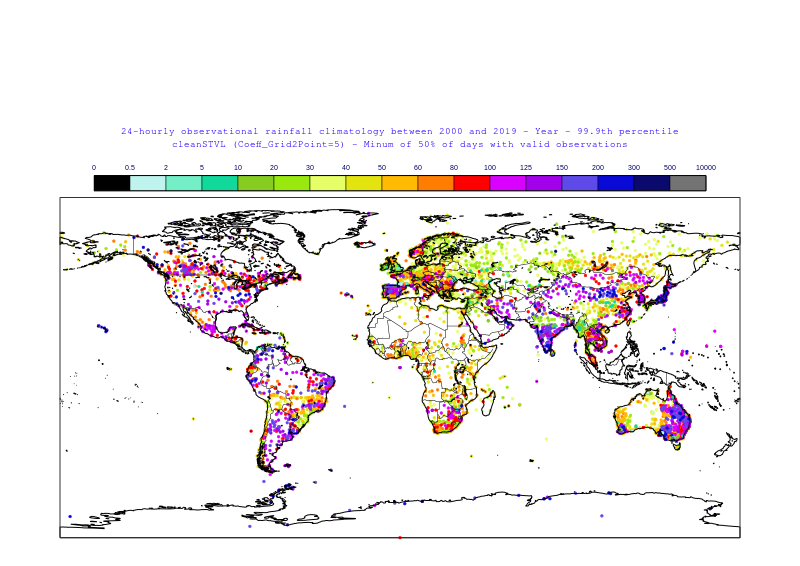 24-hourly observational rainfall climatology between 2000 and 2019 - Year - 99.9th percentile
cleanSTVL (Coeff_Grid2Point=5) - Minum of 50% of days with valid observations
0 0.5 2 5 10 20 30 40 50 60 80 100 125 150 200 300 500 10000